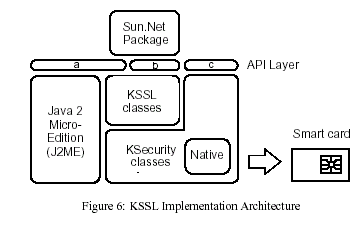 Sun.Net
Package
a
b
c
API Layer
Java 2
Micro-
Edition
(J2ME)
KSSL
classes
KSecurity
classes
Native
Smart card
Figure 6: KSSL Implementation Architecture